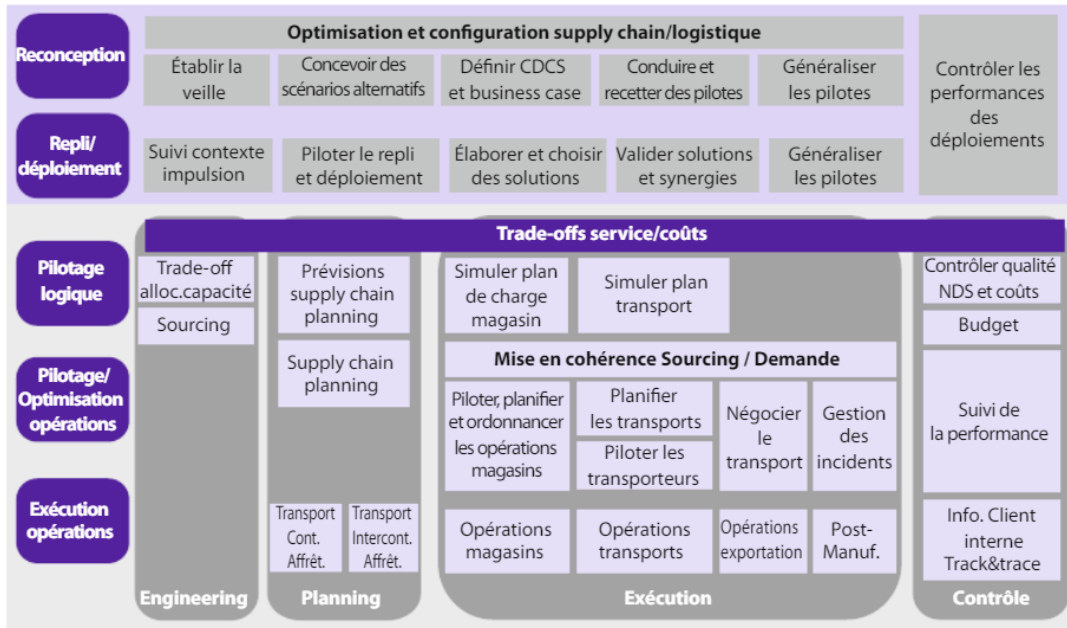 Reconception
Optimisation et configuration supply chain/logistique
Établir la
veille
Concevoir des
scénarios alternatifs
Définir CDCS
et business case
Conduire et
recetter des pilotes
Généraliser
les pilotes
Contrôler les
performances
des
déploiements
Repli/
déploiement
Suivi contexte
impulsion
Piloter le repli
et déploiement
Élaborer et choisir
des solutions
Valider solutions
et synergies
Généraliser
les pilotes
Trade-offs service/coûts
Pilotage
logique
Trade-off
alloc.capacité
Sourcing
Prévisions
supply chain
planning
Simuler plan
de charge
magasin
Simuler plan
transport
Contrôler qualité
NDS et coûts
Budget
Pilotage/
Optimisation
opérations
Supply chain
planning
Mise en cohérence Sourcing / Demande
Piloter, planifier
et ordonnancer
les opérations
magasins
Planifier
les transports
Piloter les
transporteurs
Négocier
le
transport
Gestion
des
incidents
Suivi de
la performance
Exécution
opérations
Transport
Cont.
Affrêt.
Transport
Intercont.
Affrêt.
Opérations
magasins
Opérations
transports
Opérations
exportation
Post-
Manuf.
Info. Client
interne
Track&trace
Engineering
Planning
Exécution
Contrôle